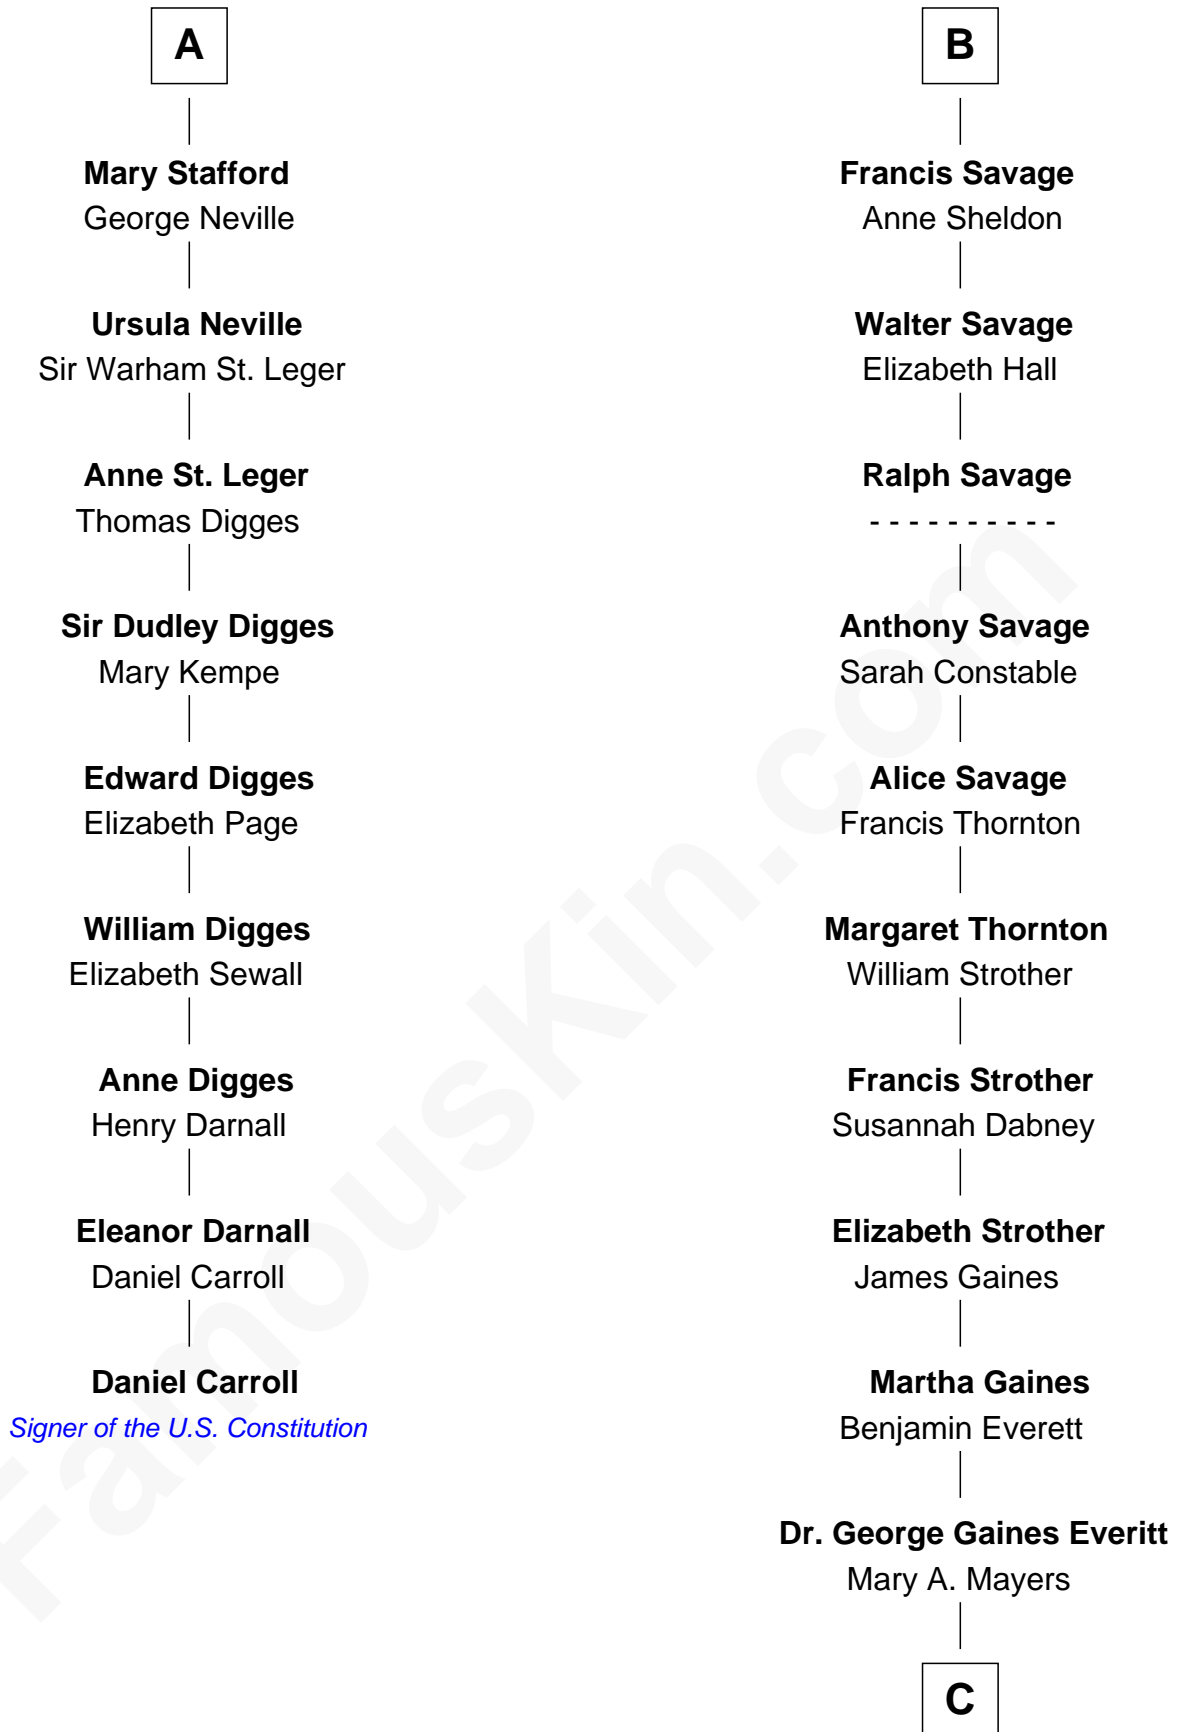 A
Mary Stafford
George Neville
Ursula Neville
Sir Warham St. Leger
Anne St. Leger
Thomas Digges
Sir Dudley Digges
Mary Kempe
Edward Digges
Elizabeth Page
William Digges
Elizabeth Sewall
Anne Digges
Henry Darnall
Eleanor Darnall
Daniel Carroll
Daniel Carroll
Signer of the U.S. Constitution
B
Francis Savage
Anne Sheldon
Walter Savage
Elizabeth Hall
Ralph Savage
- - - - - - - - - -
Anthony Savage
Sarah Constable
Alice Savage
Francis Thornton
Margaret Thornton
William Strother
Francis Strother
Susannah Dabney
Elizabeth Strother
James Gaines
Martha Gaines
Benjamin Everett
Dr. George Gaines Everitt
Mary A. Mayers
C
FamousKin.com